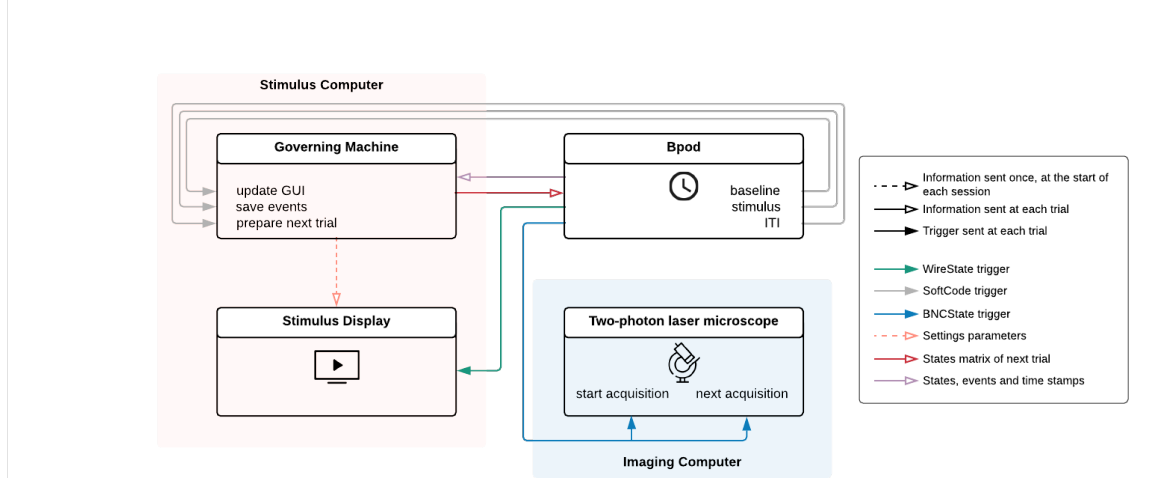 Stimulus Computer
Governing Machine
update GUI
save events
prepare next trial
Bpod
baseline
stimulus
ITI
Stimulus Display
Two-photon laser microscope
start acquisition
next acquisition
Imaging Computer
Information sent once, at the start of
each session
Information sent at each trial
Trigger sent at each trial
WireState trigger
SoftCode trigger
BNCState trigger
Settings parameters
States matrix of next trial
States, events and time stamps